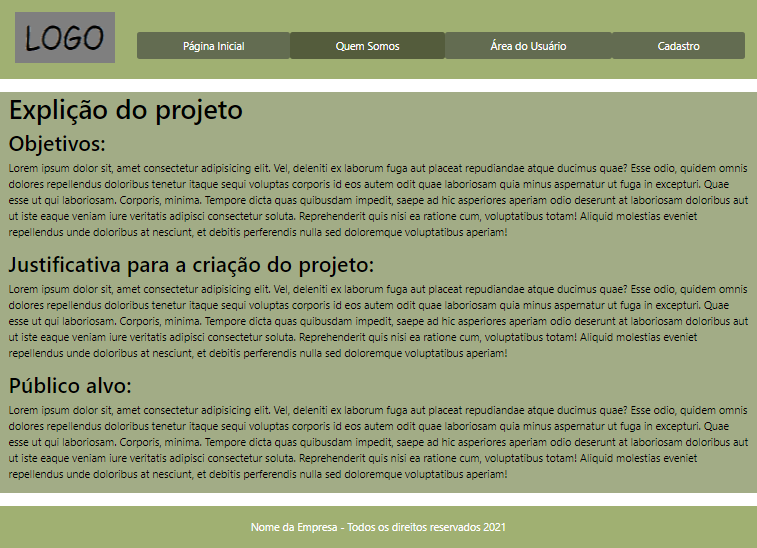 LOGO
Página Inicial
Quem Somos
Área do Usuário
Cadastro
Explição do projeto
Objetivos:
Lorem ipsum dolor sit, amet consectetur adipisicing elit. Vel, deleniti ex laborum fuga aut placeat repudiandae atque ducimus quae? Esse odio, quidem omnis
dolores repellendus doloribus tenetur itaque sequi voluptas corporis id eos autem odit quae laboriosam quia minus aspernatur ut fuga in excepturi. Quae
esse ut qui laboriosam. Corporis, minima. Tempore dicta quas quibusdam impedit, saepe ad hic asperiores aperiam odio deserunt at laboriosam doloribus aut
ut iste eaque veniam iure veritatis adipisci consectetur soluta. Reprehenderit quis nisi ea ratione cum, voluptatibus totam! Aliquid molestias eveniet
repellendus unde doloribus at nesciunt, et debitis perferendis nulla sed doloremque voluptatibus aperiam!
Justificativa para a criação do projeto:
Lorem ipsum dolor sit, amet consectetur adipisicing elit. Vel, deleniti ex laborum fuga aut placeat repudiandae atque ducimus quae? Esse odio, quidem omnis
dolores repellendus doloribus tenetur itaque sequi voluptas corporis id eos autem odit quae laboriosam quia minus aspernatur ut fuga in excepturi. Quae
esse ut qui laboriosam. Corporis, minima. Tempore dicta quas quibusdam impedit, saepe ad hic asperiores aperiam odio deserunt at laboriosam doloribus aut
ut iste eaque veniam iure veritatis adipisci consectetur soluta. Reprehenderit quis nisi ea ratione cum, voluptatibus totam! Aliquid molestias eveniet
repellendus unde doloribus at nesciunt, et debitis perferendis nulla sed doloremque voluptatibus aperiam!
Público alvo:
Lorem ipsum dolor sit, amet consectetur adipisicing elit. Vel, deleniti ex laborum fuga aut placeat repudiandae atque ducimus quae? Esse odio, quidem omnis
dolores repellendus doloribus tenetur itaque sequi voluptas corporis id eos autem odit quae laboriosam quia minus aspernatur ut fuga in excepturi. Quae
esse ut qui laboriosam. Corporis, minima. Tempore dicta quas quibusdam impedit, saepe ad hic asperiores aperiam odio deserunt at laboriosam doloribus aut
ut iste eaque veniam iure veritatis adipisci consectetur soluta. Reprehenderit quis nisi ea ratione cum, voluptatibus totam! Aliquid molestias eveniet
repellendus unde doloribus at nesciunt, et debitis perferendis nulla sed doloremque voluptatibus aperiam!
Nome da Empresa - Todos os direitos reservados 2021